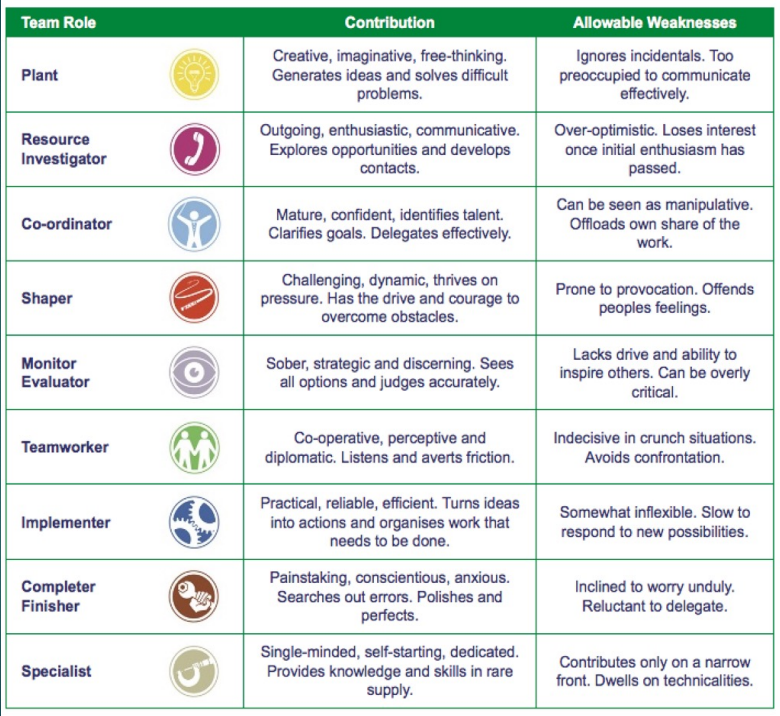 Team Role Contribution Allowable Weaknesses
Plant
Creative, imaginative, free-thinking.
Generates ideas and solves difficult
problems.
Ignores incidentals. Too
preoccupied to communicate
effectively.
Resource
Investigator
Outgoing, enthusiastic, communicative.
Explores opportunities and develops
contacts.
Over-optimistic. Loses interest
once initial enthusiasm has
passed.
Co-ordinator
Mature, confident, identifies talent.
Clarifies goals. Delegates effectively.
Can be seen as manipulative.
Offloads own share of the
work.
Shaper
Challenging, dynamic, thrives on
pressure. Has the drive and courage to
overcome obstacles.
Prone to provocation. Offends
peoples feelings.
Monitor
Evaluator
Sober, strategic and discerning. Sees
all options and judges accurately.
Lacks drive and ability to
inspire others. Can be overly
critical.
Teamworker
Co-operative, perceptive and
diplomatic. Listens and averts friction.
Indecisive in crunch situations.
Avoids confrontation.
Implementer
Practical, reliable, efficient. Turns ideas
into actions and organises work that
needs to be done.
Somewhat inflexible. Slow to
respond to new possibilities.
Completer
Finisher
Painstaking, conscientious, anxious.
Searches out errors. Polishes and
perfects.
Inclined to worry unduly.
Reluctant to delegate.
Specialist
Single-minded, self-starting, dedicated.
Provides knowledge and skills in rare
supply.
Contributes only on a narrow
front. Dwells on technicalities.